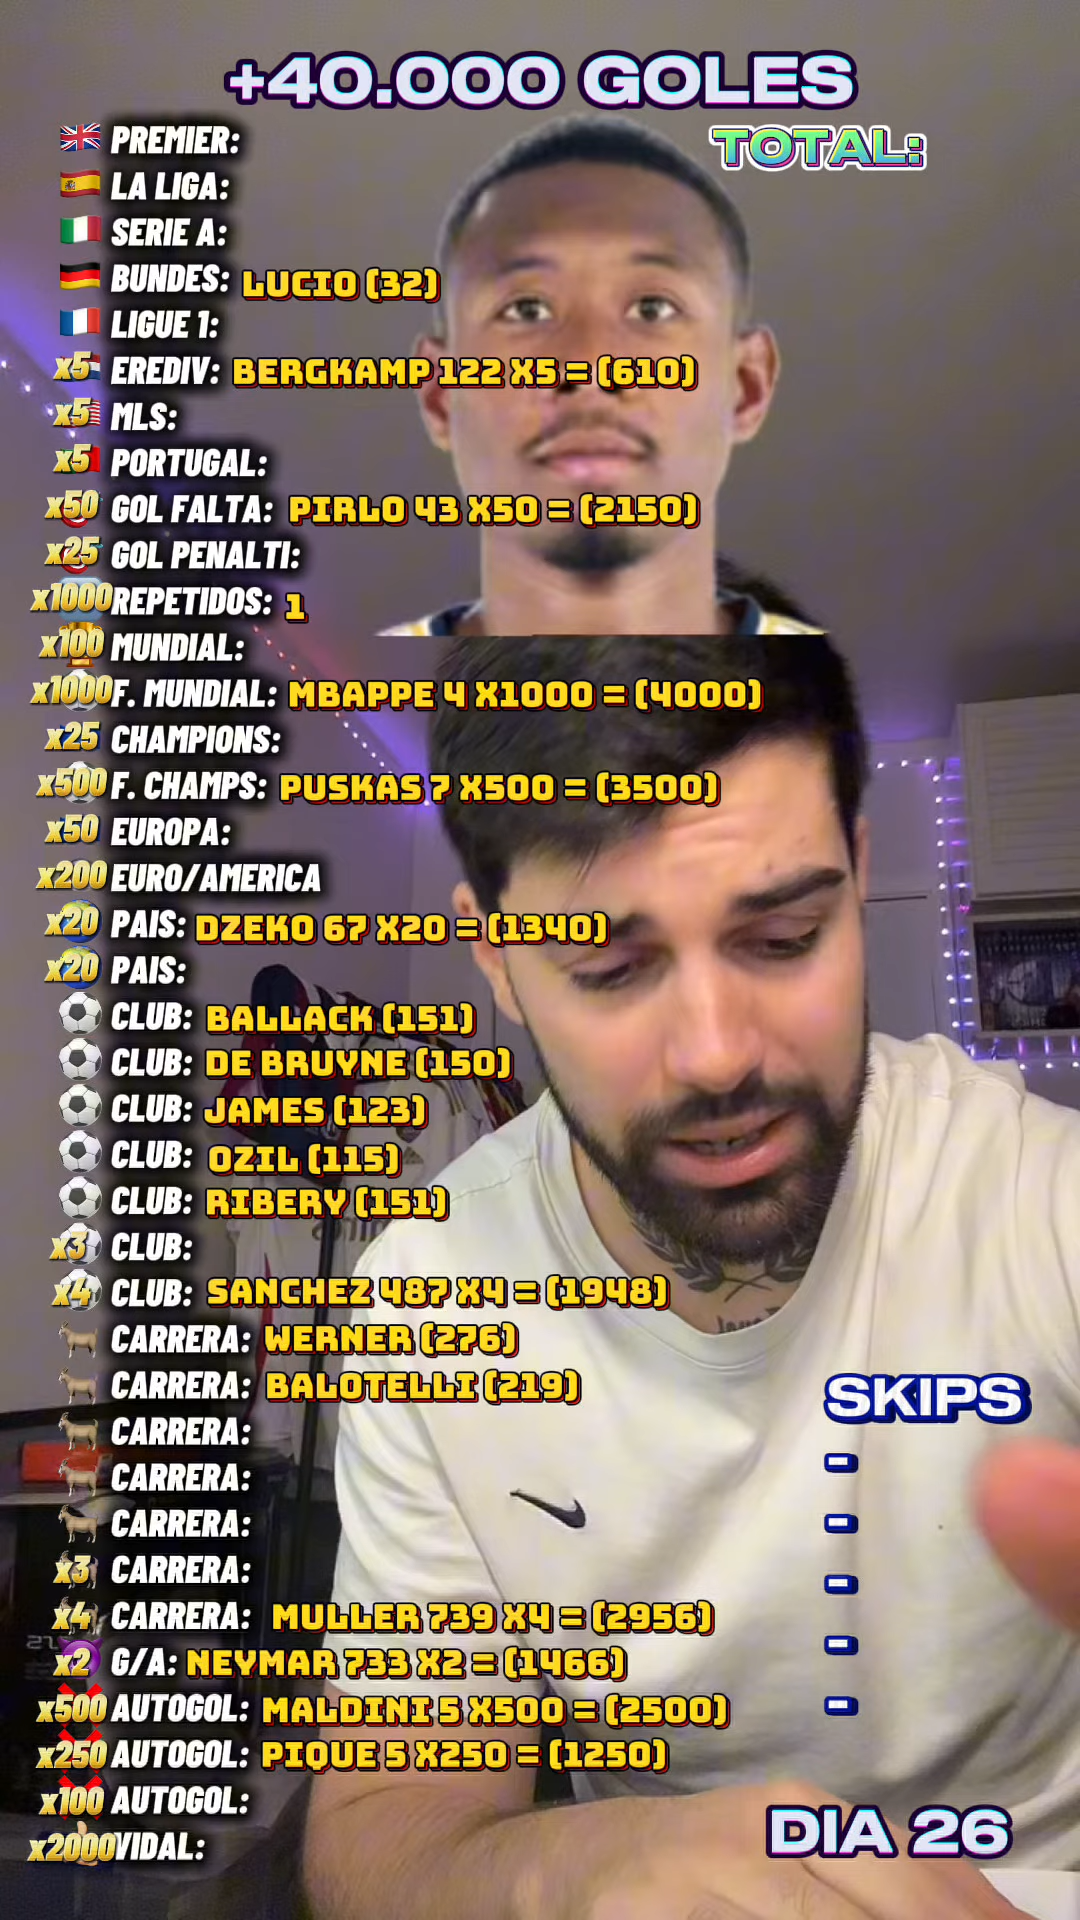 +40.000 GOLES
TOTAL:
PREMIER:
LA LIGA:
SERIE A:
BUNDES: LUCIO (32)
LIGUE 1:
x5 EREDIV: BERGKAMP 122 X5 = (610)
x5 MLS:
x5 PORTUGAL:
x50 GOL FALTA: PIRLO 43 X50 = (2150)
x25 GOL PENALTI:
x1000 REPETIDOS: 1
x100 MUNDIAL:
x1000 F. MUNDIAL: MBAPPE 4 X1000 = (4000)
x25 CHAMPIONS:
x500 F. CHAMPS: PUSKAS 7 X500 = (3500)
x50 EUROPA:
x200 EURO/AMERICA
x20 PAIS: DZEKO 67 X20 = (1340)
x20 PAIS:
CLUB: BALLACK (151)
CLUB: DE BRUYNE (150)
CLUB: JAMES (123)
CLUB: OZIL (115)
CLUB: RIBERY (151)
x3 CLUB:
x4 CLUB: SANCHEZ 487 X4 = (1948)
CARRERA: WERNER (276)
CARRERA: BALOTELLI (219)
CARRERA:
CARRERA:
CARRERA:
x3 CARRERA:
x4 CARRERA: MULLER 739 X4 = (2956)
x2 G/A: NEYMAR 733 X2 = (1466)
x500 AUTOGOL: MALDINI 5 X500 = (2500)
x250 AUTOGOL: PIQUE 5 X250 = (1250)
x100 AUTOGOL:
x2000 VIDAL:
SKIPS
-
-
-
-
-
DIA 26